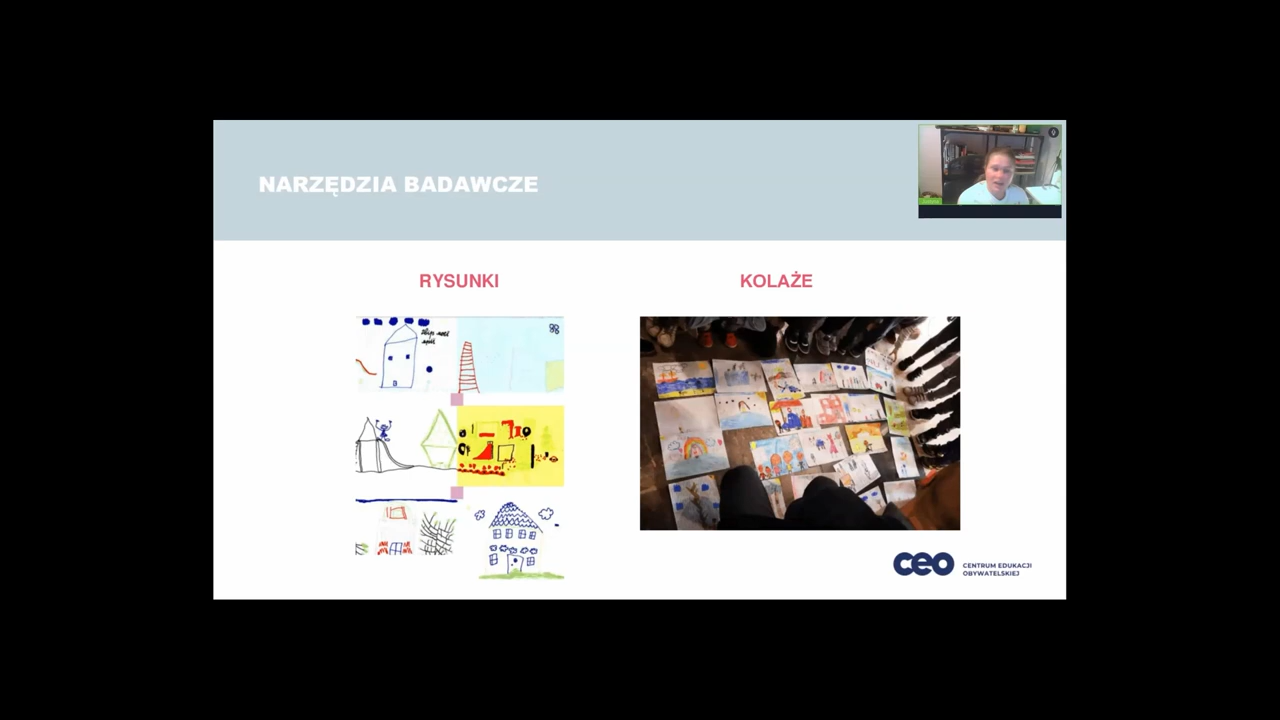 NARZĘDZIA BADAWCZE
RYSUNKI
KOLAŻE
ceo
CENTRUM EDUKACJI
OBYWATELSKIEJ